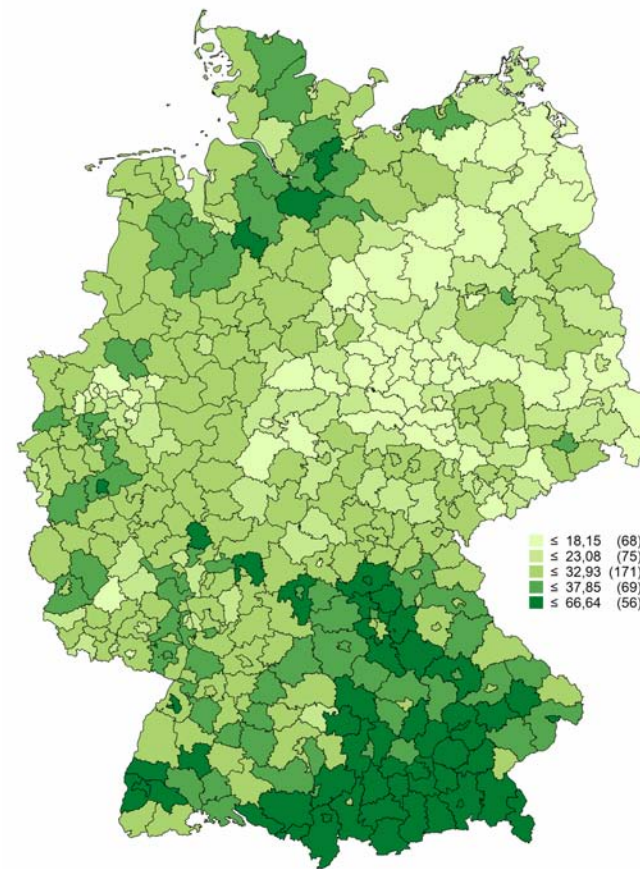 ≤ 18,15 (68)
≤ 23,08 (75)
≤ 32,93 (171)
≤ 37,85 (69)
≤ 66,64 (56)